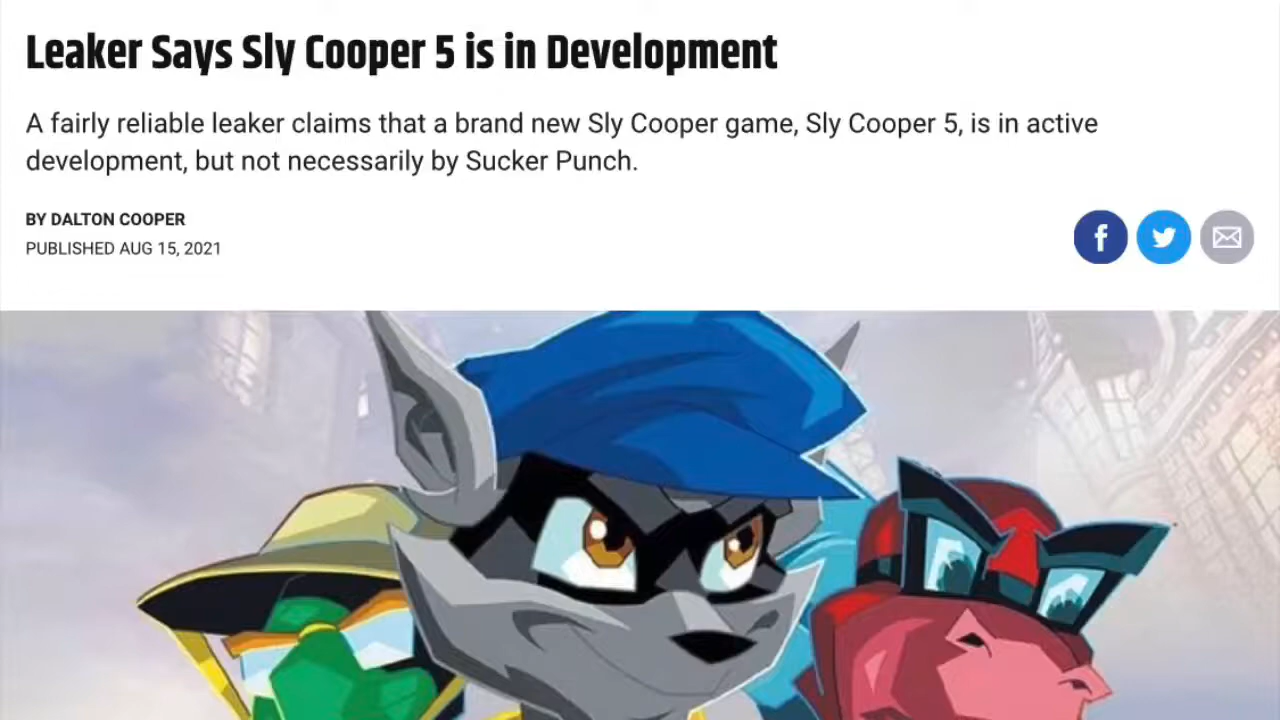 Leaker Says Sly Cooper 5 is in Development
A fairly reliable leaker claims that a brand new Sly Cooper game, Sly Cooper 5, is in active
development, but not necessarily by Sucker Punch.
BY DALTON COOPER
PUBLISHED AUG 15, 2021